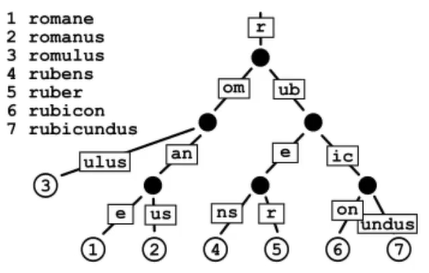 1 romane
2 romanus
3 romulus
4 rubens
5 ruber
6 rubicon
7 rubicundus
r
om ub
ulus an e ic
3
e us ns r on undus
1 2 4 5 6 7